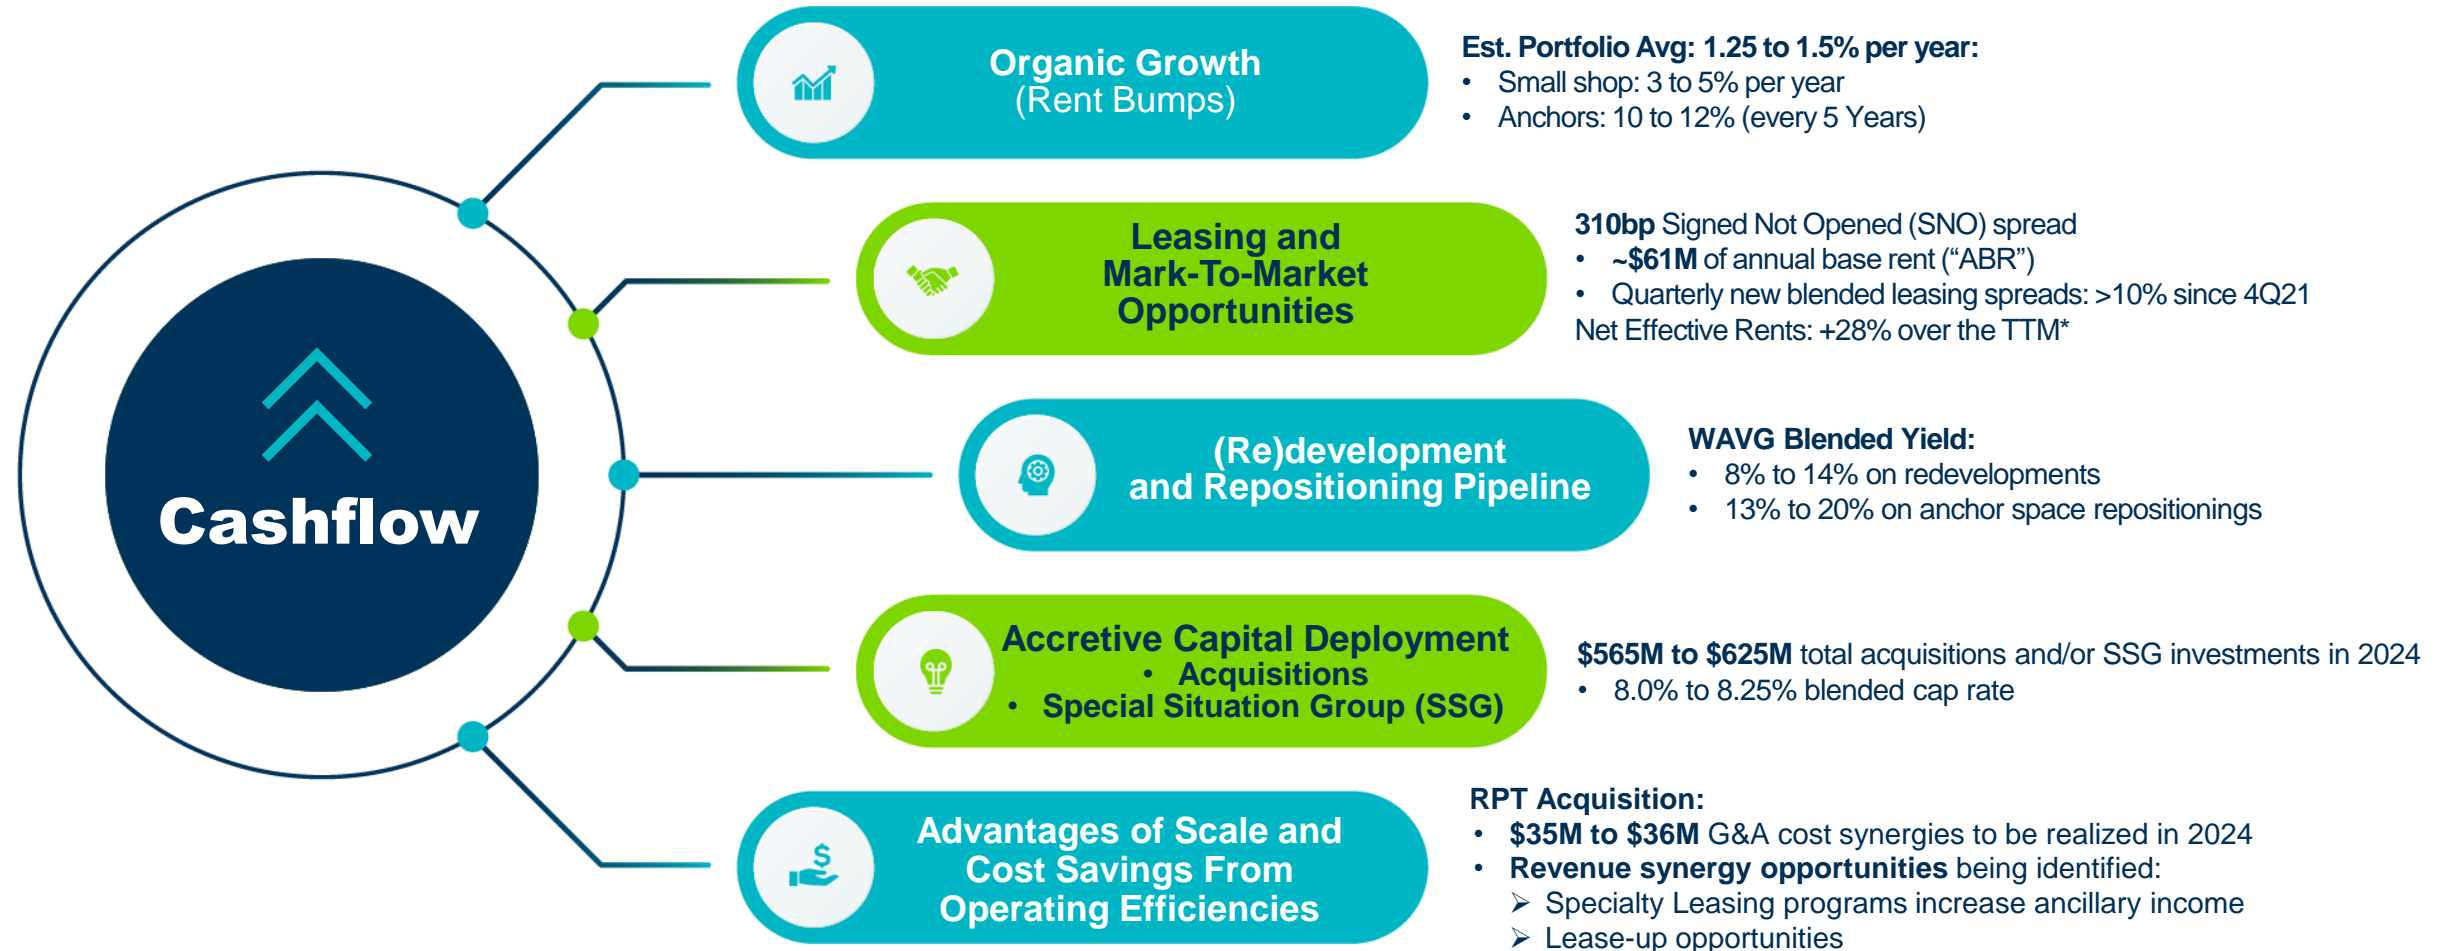 Cashflow
Organic Growth
(Rent Bumps)
Est. Portfolio Avg: 1.25 to 1.5% per year:
• Small shop: 3 to 5% per year
• Anchors: 10 to 12% (every 5 Years)
Leasing and
Mark-To-Market
Opportunities
310bp Signed Not Opened (SNO) spread
• ~$61M of annual base rent (“ABR”)
• Quarterly new blended leasing spreads: >10% since 4Q21
Net Effective Rents: +28% over the TTM*
(Re)development
and Repositioning Pipeline
WAVG Blended Yield:
• 8% to 14% on redevelopments
• 13% to 20% on anchor space repositionings
Accretive Capital Deployment
• Acquisitions
• Special Situation Group (SSG)
$565M to $625M total acquisitions and/or SSG investments in 2024
• 8.0% to 8.25% blended cap rate
Advantages of Scale and
Cost Savings From
Operating Efficiencies
RPT Acquisition:
• $35M to $36M G&A cost synergies to be realized in 2024
• Revenue synergy opportunities being identified:
➢ Specialty Leasing programs increase ancillary income
➢ Lease-up opportunities